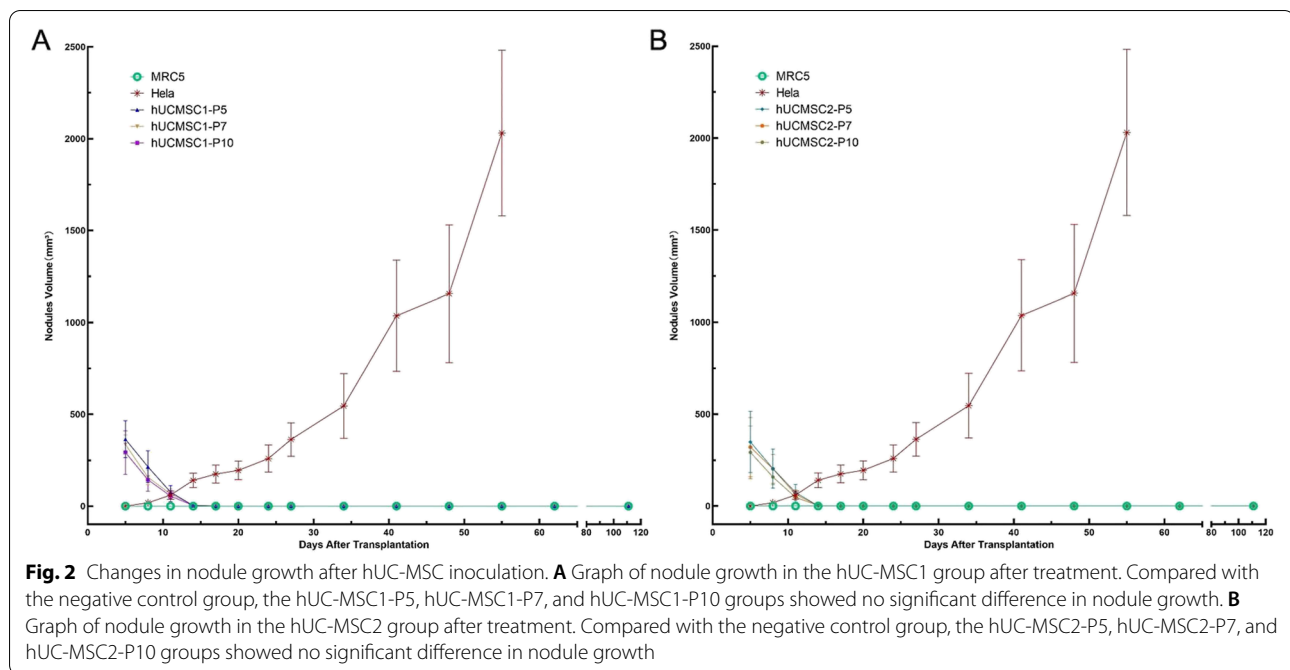 A
2500
2000
1500
1000
500
0
Nodules Volume(mm³)
MRC5
Hela
hUCMSC1-P5
hUCMSC1-P7
hUCMSC1-P10
0 10 20 30 40 50 60 80 100 120
Days After Transplantation
B
2500
2000
1500
1000
500
0
Nodules Volume(mm³)
MRC5
Hela
hUCMSC2-P5
hUCMSC2-P7
hUCMSC2-P10
0 10 20 30 40 50 60 80 100 120
Days After Transplantation
Fig. 2 Changes in nodule growth after hUC-MSC inoculation. A Graph of nodule growth in the hUC-MSC1 group after treatment. Compared with
the negative control group, the hUC-MSC1-P5, hUC-MSC1-P7, and hUC-MSC1-P10 groups showed no significant difference in nodule growth. B
Graph of nodule growth in the hUC-MSC2 group after treatment. Compared with the negative control group, the hUC-MSC2-P5, hUC-MSC2-P7, and
hUC-MSC2-P10 groups showed no significant difference in nodule growth